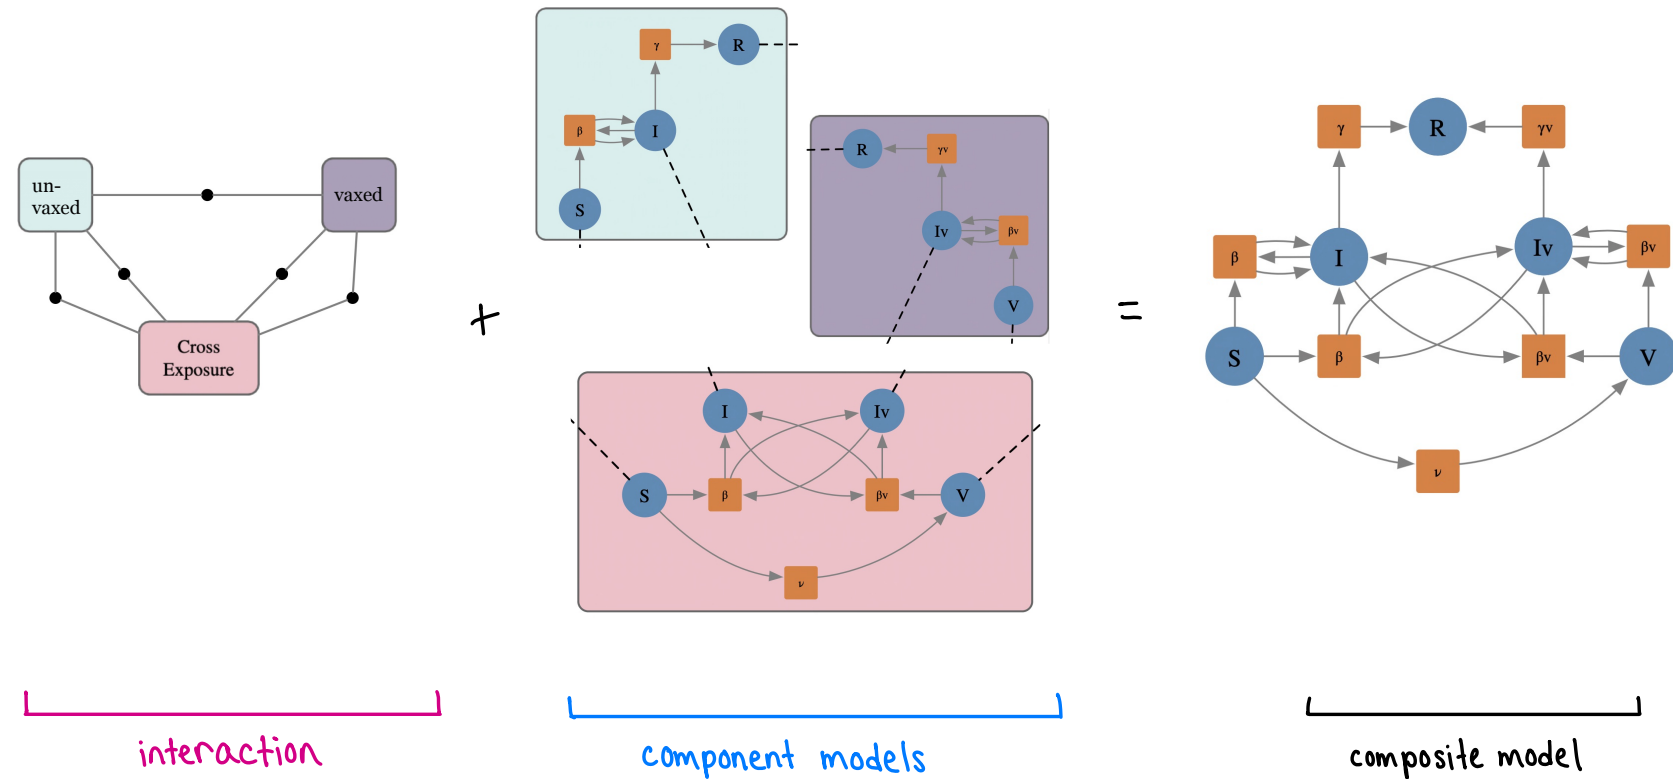 un-
vaxed
vaxed
Cross
Exposure
+
γ
R
β
I
S
R
γv
Iv
βv
V
I
Iv
S
β
βv
V
ν
=
γ
R
γv
β
I
Iv
βv
S
β
βv
V
ν
interaction
component models
composite model